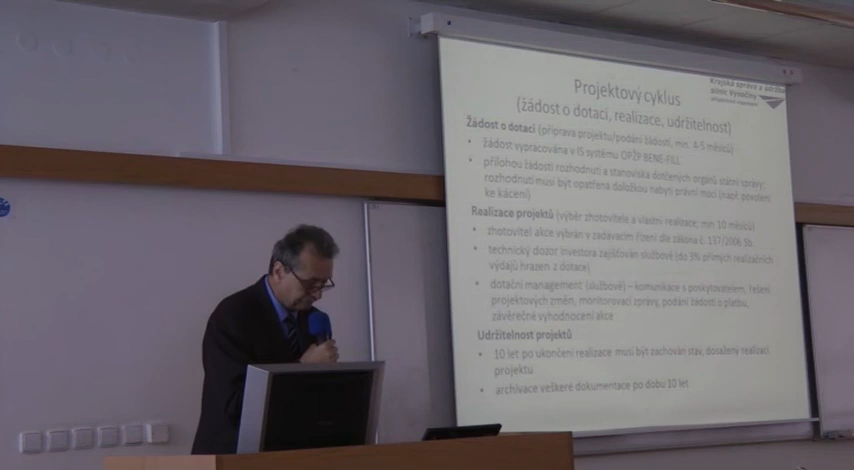 Krajská správa a údržba
silnic Vysočiny
příspěvková organizace
Projektový cyklus
(žádost o dotaci, realizace, udržitelnost)
Žádost o dotaci (příprava projektu/podání žádosti, min. 4-5 měsíců)
• žádost vypracována v IS systému OPŽP BENE-FILL
• přílohou žádosti rozhodnutí a stanoviska dotčených orgánů státní správy;
rozhodnutí musí být opatřena doložkou nabytí právní moci (např. povolení
ke kácení)
Realizace projektů (výběr zhotovitele a vlastní realizace; min 10 měsíců)
• zhotovitel akce vybrán v zadávacím řízení dle zákona č. 137/2006 Sb.
• technický dozor investora zajišťován službově (do 3% přímých realizačních
výdajů hrazen z dotace)
• dotační management (službově) – komunikace s poskytovatelem, řešení
projektových změn, monitorovací zprávy, podání žádostí o platbu,
závěrečné vyhodnocení akce
Udržitelnost projektů
• 10 let po ukončení realizace musí být zachován stav, dosažený realizací
projektu
• archivace veškeré dokumentace po dobu 10 let